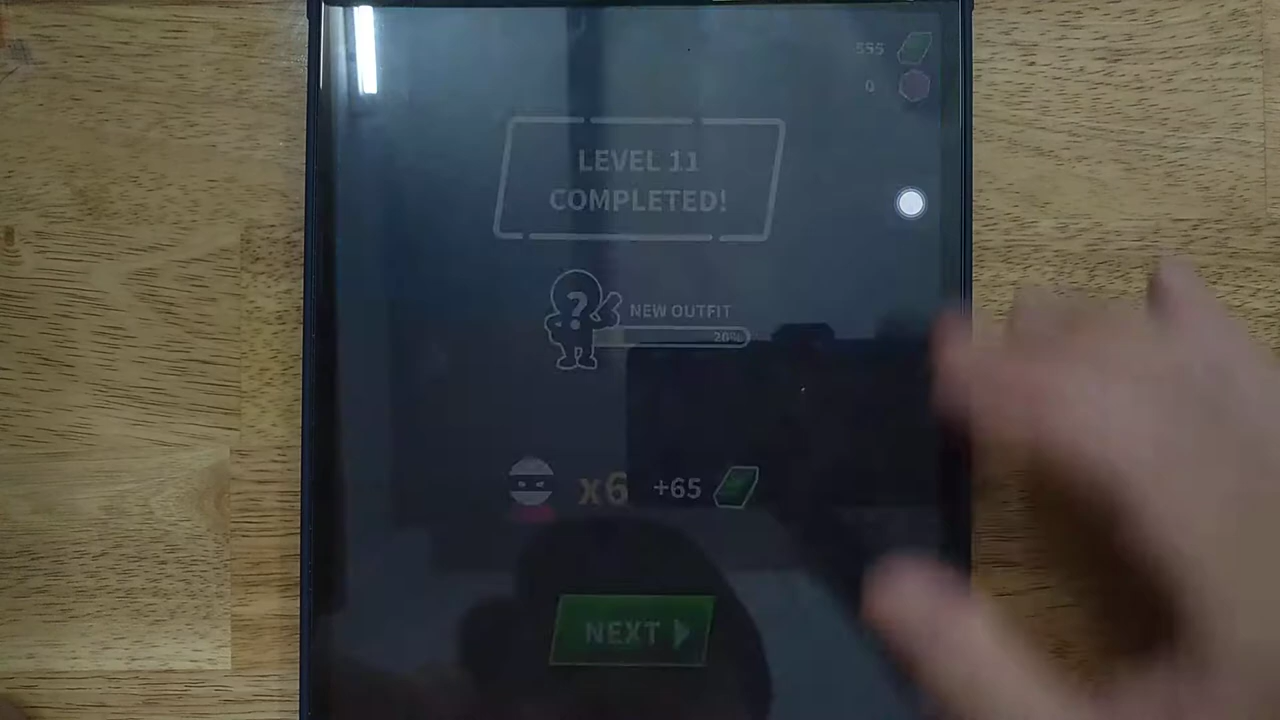 555
0
LEVEL 11
COMPLETED!
?
NEW OUTFIT
20%
x6 +65
NEXT